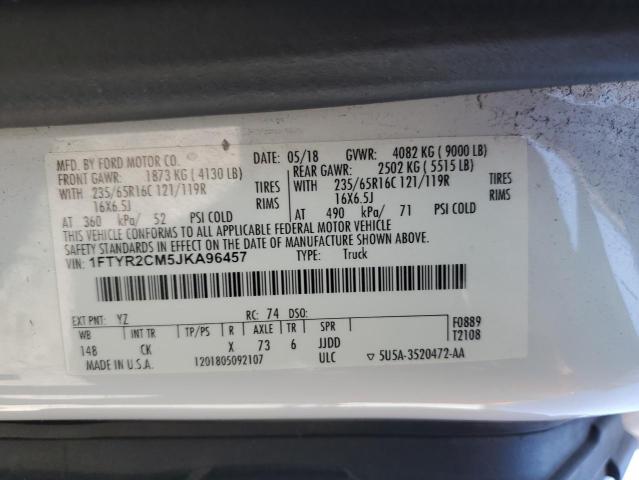 MFD. BY FORD MOTOR CO.
DATE: 05/18 GVWR: 4082 KG ( 9000 LB)
FRONT GAWR: 1873 KG ( 4130 LB)
REAR GAWR: 2502 KG ( 5515 LB)
WITH 235/65R16C 121/119R TIRES
WITH 235/65R16C 121/119R TIRES
16X6.5J RIMS
16X6.5J RIMS
AT 360 kPa/ 52 PSI COLD
AT 490 kPa/ 71 PSI COLD
THIS VEHICLE CONFORMS TO ALL APPLICABLE FEDERAL MOTOR VEHICLE
SAFETY STANDARDS IN EFFECT ON THE DATE OF MANUFACTURE SHOWN ABOVE.
VIN: 1FTYR2CM5JKA96457 TYPE: Truck
EXT PNT: YZ RC: 74 DSO: F0889
WB INT TR TP/PS R AXLE TR SPR T2108
148 CK X 73 6 JJDD
1201805092107 ULC ▽ 5U5A-3520472-AA